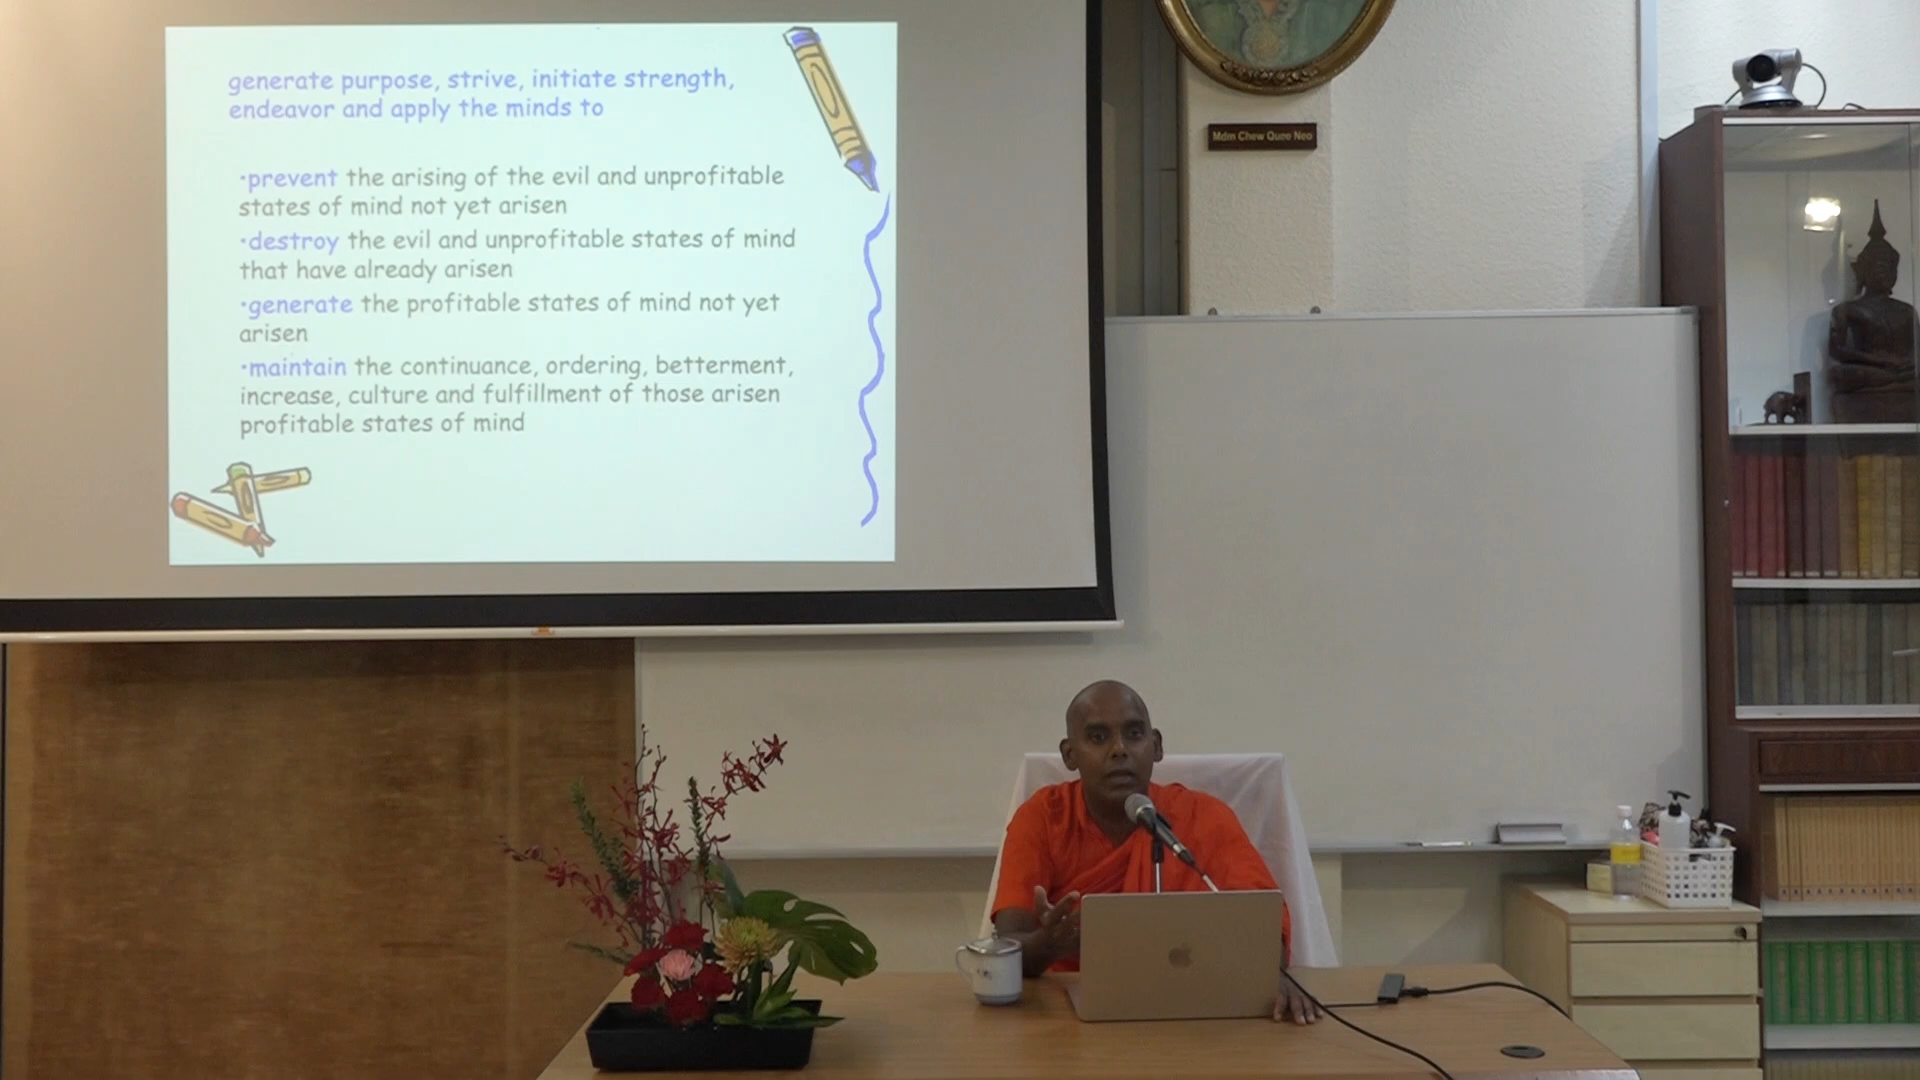 generate purpose, strive, initiate strength,
endeavor and apply the minds to
•prevent the arising of the evil and unprofitable
states of mind not yet arisen
•destroy the evil and unprofitable states of mind
that have already arisen
•generate the profitable states of mind not yet
arisen
•maintain the continuance, ordering, betterment,
increase, culture and fulfillment of those arisen
profitable states of mind
Mdm Chew Quee Neo